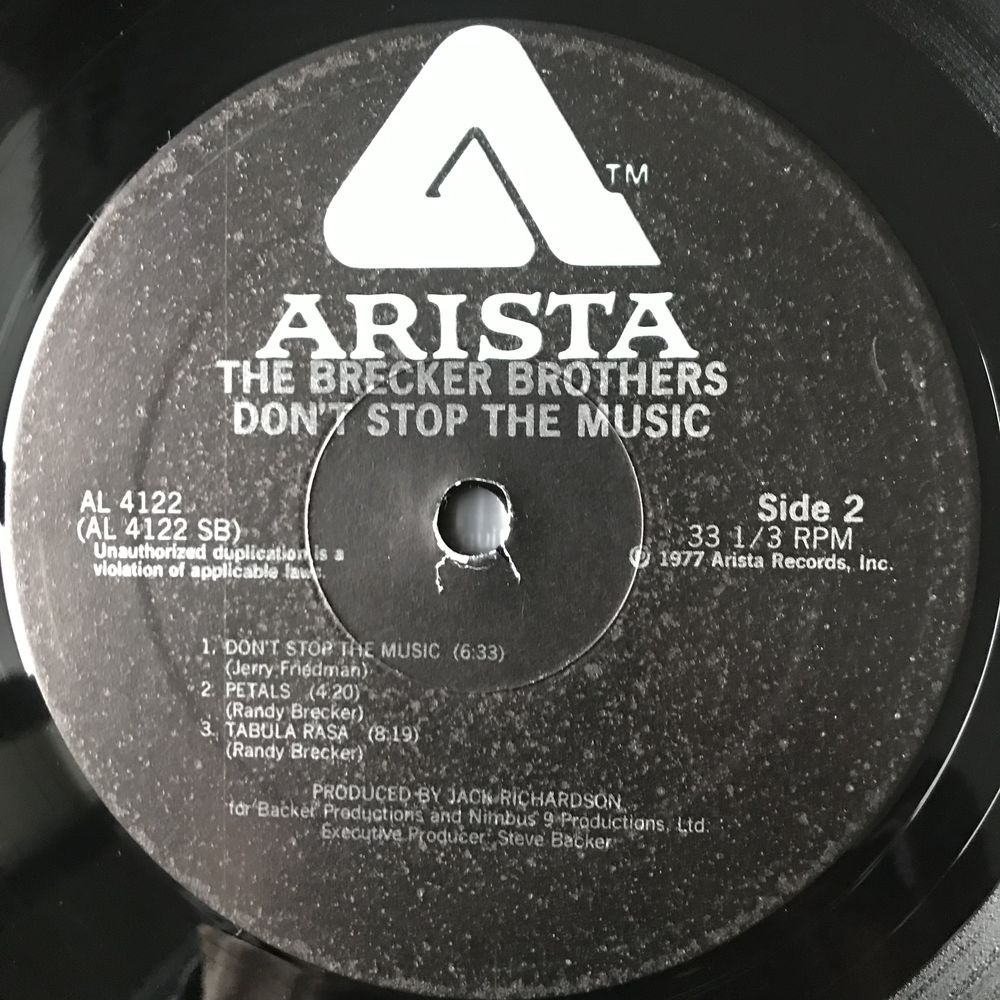 TM
ARISTA
THE BRECKER BROTHERS
DON'T STOP THE MUSIC
AL 4122
(AL 4122 SB)
Unauthorized duplication is a
violation of applicable laws.
Side 2
33 1/3 RPM
℗ 1977 Arista Records, Inc.
1. DON'T STOP THE MUSIC (6:33)
(Jerry Friedman)
2. PETALS (4:20)
(Randy Brecker)
3. TABULA RASA (8:19)
(Randy Brecker)
PRODUCED BY JACK RICHARDSON
for Backer Productions and Nimbus 9 Productions, Ltd.
Executive Producer: Steve Backer